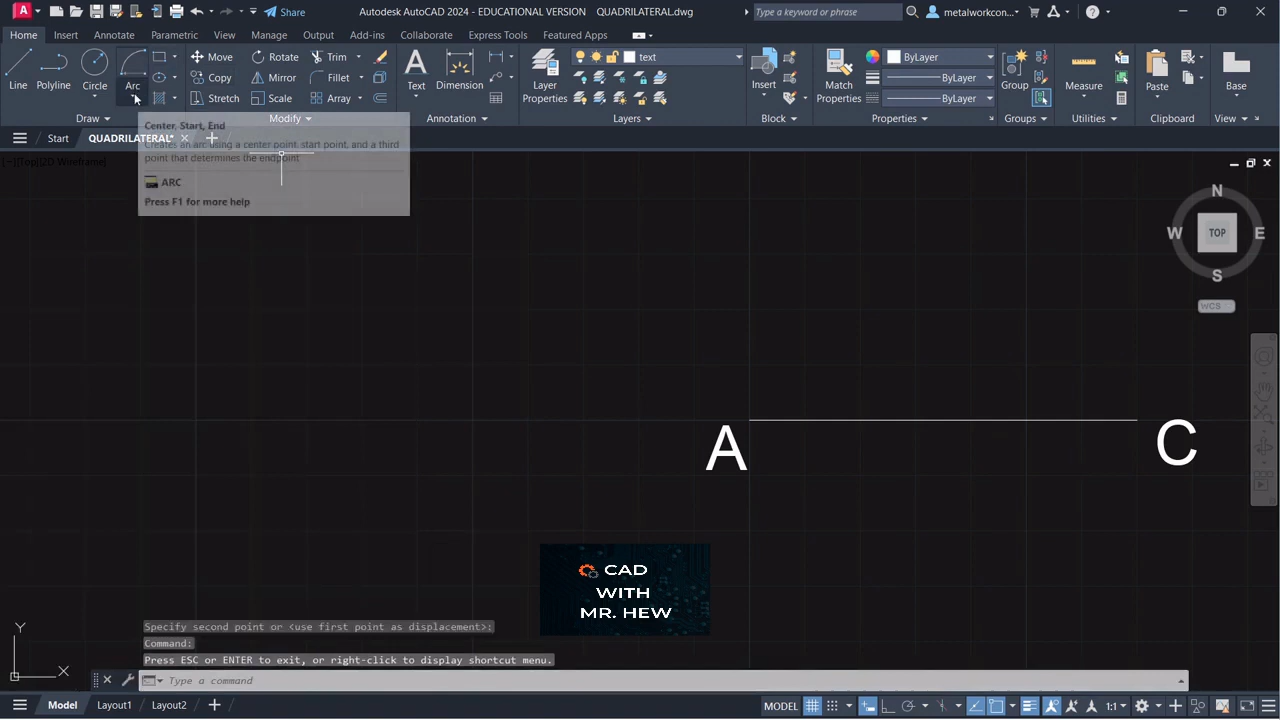 Share
Autodesk AutoCAD 2024 - EDUCATIONAL VERSION QUADRILATERAL.dwg
Type a keyword or phrase
metalworkcon...
Home Insert Annotate Parametric View Manage Output Add-ins Collaborate Express Tools Featured Apps
Line Polyline Circle Arc
Move Rotate Trim
Copy Mirror Fillet
Stretch Scale Array
Text Dimension
Layer Properties
text
Insert
Match Properties
ByLayer
ByLayer
ByLayer
Group
Measure
Paste
Base
Draw Modify Annotation Layers Block Properties Groups Utilities Clipboard View
Start QUADRILATERAL*
Center, Start, End
Creates an arc using a center point, start point, and a third
point that determines the endpoint
ARC
Press F1 for more help
[-][Top][2D Wireframe]
N
W TOP E
S
WCS
A C
CAD
WITH
MR. HEW
Specify second point or <use first point as displacement>:
Command:
Press ESC or ENTER to exit, or right-click to display shortcut menu.
Type a command
Y
X
Model Layout1 Layout2
MODEL
1:1